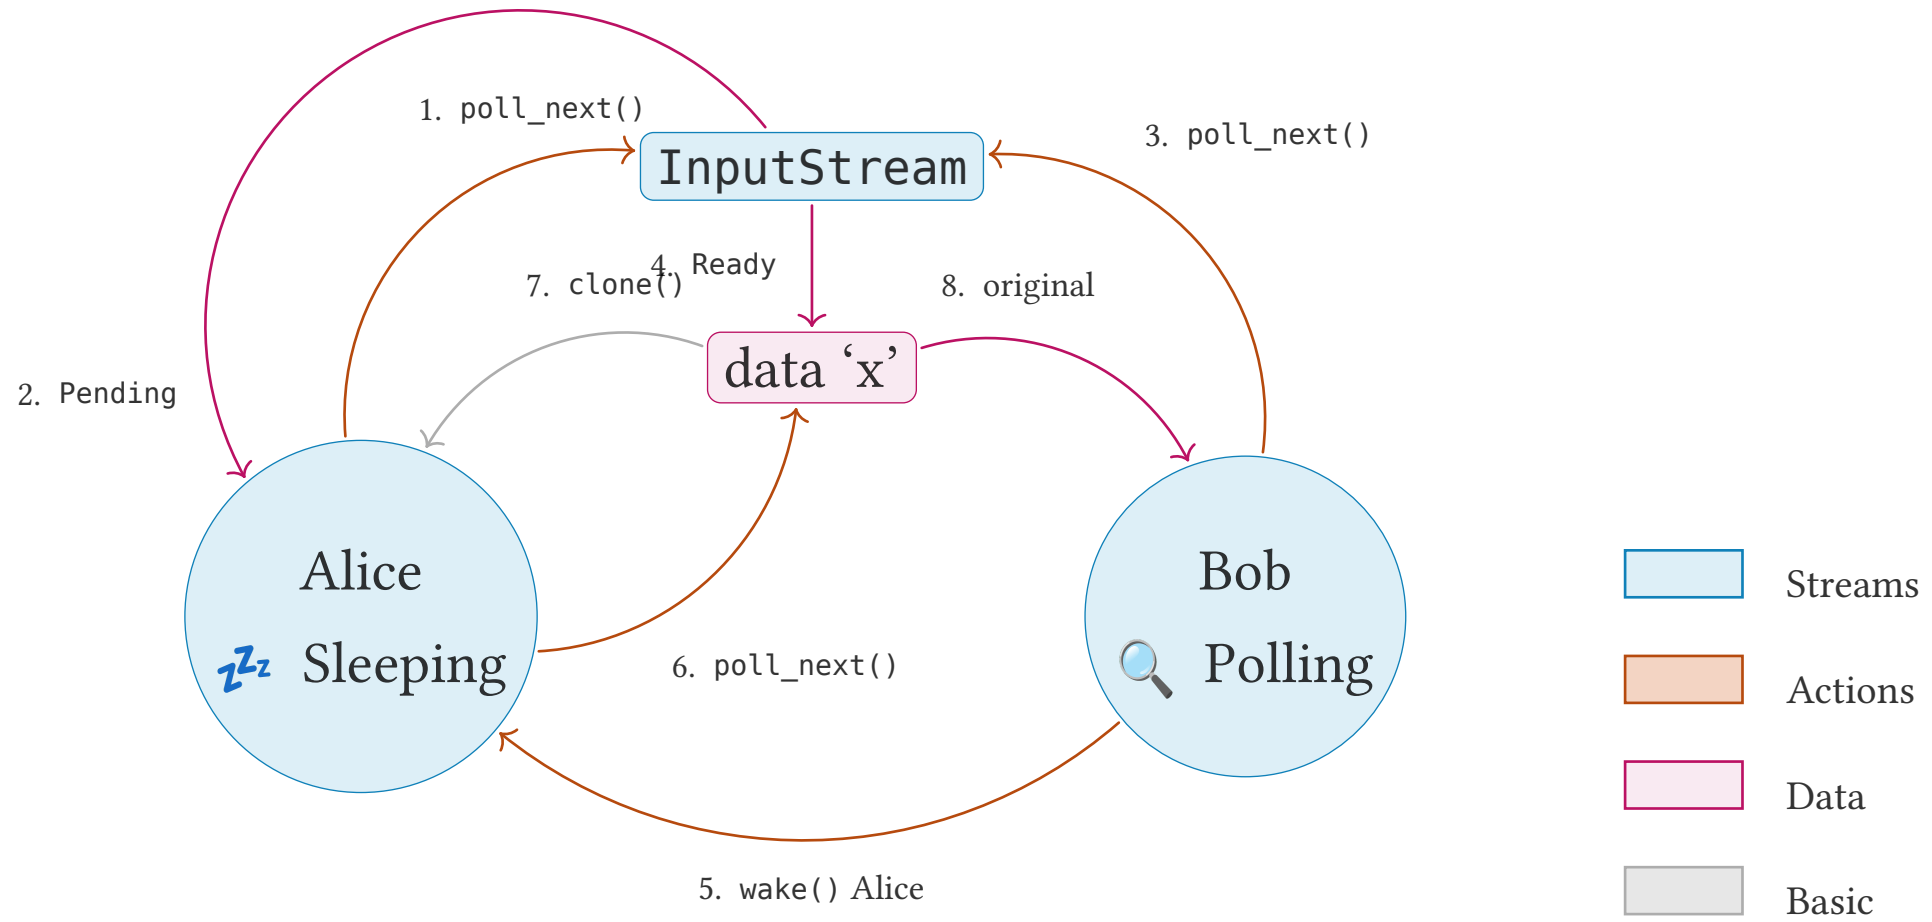 1. poll_next()
3. poll_next()
InputStream
4. Ready
7. clone()
8. original
data ‘x’
2. Pending
Alice
💤 Sleeping
Bob
🔍 Polling
6. poll_next()
5. wake() Alice
Streams
Actions
Data
Basic